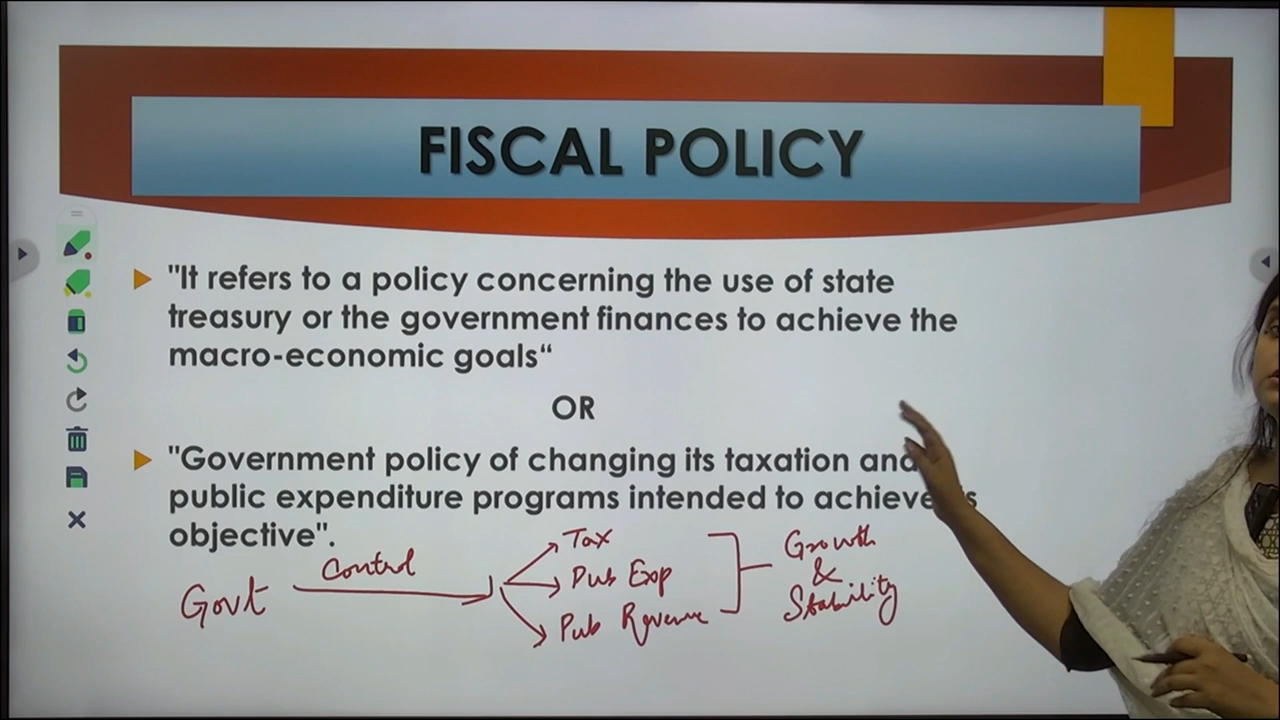 FISCAL POLICY
"It refers to a policy concerning the use of state
treasury or the government finances to achieve the
macro-economic goals“
OR
"Government policy of changing its taxation and
public expenditure programs intended to achieve
objective".
Govt
Control
Tax
Pub Exp
Pub Revenue
Growth
&
Stability